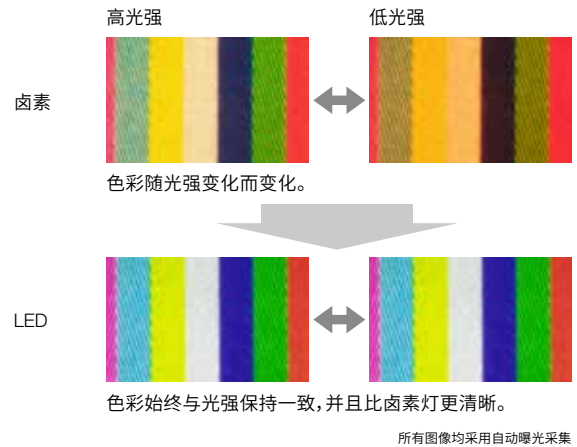 高光强
低光强
卤素
色彩随光强变化而变化。
LED
色彩始终与光强保持一致，并且比卤素灯更清晰。
所有图像均采用自动曝光采集